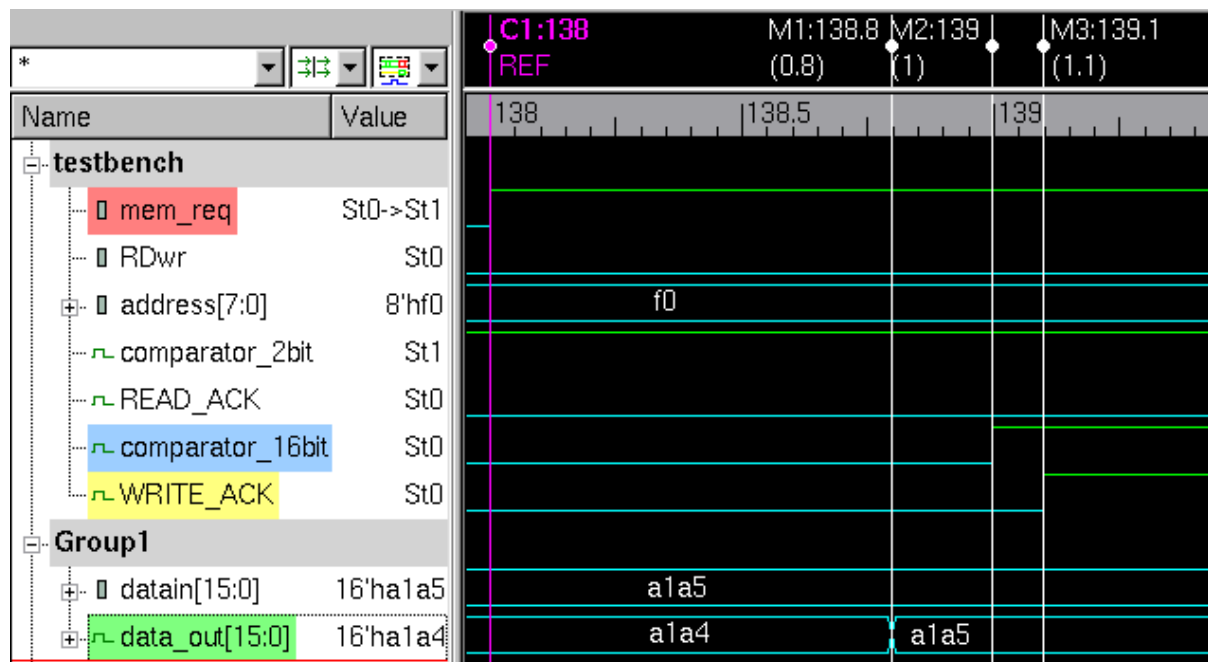 C1:138 M1:138.8 M2:139 M3:139.1
* REF (0.8) (1) (1.1)
Name Value 138 138.5 139
testbench
mem_req St0->St1
RDwr St0
address[7:0] 8'hf0 f0
comparator_2bit St1
READ_ACK St0
comparator_16bit St0
WRITE_ACK St0
Group1
datain[15:0] 16'ha1a5 a1a5
data_out[15:0] 16'ha1a4 a1a4 a1a5